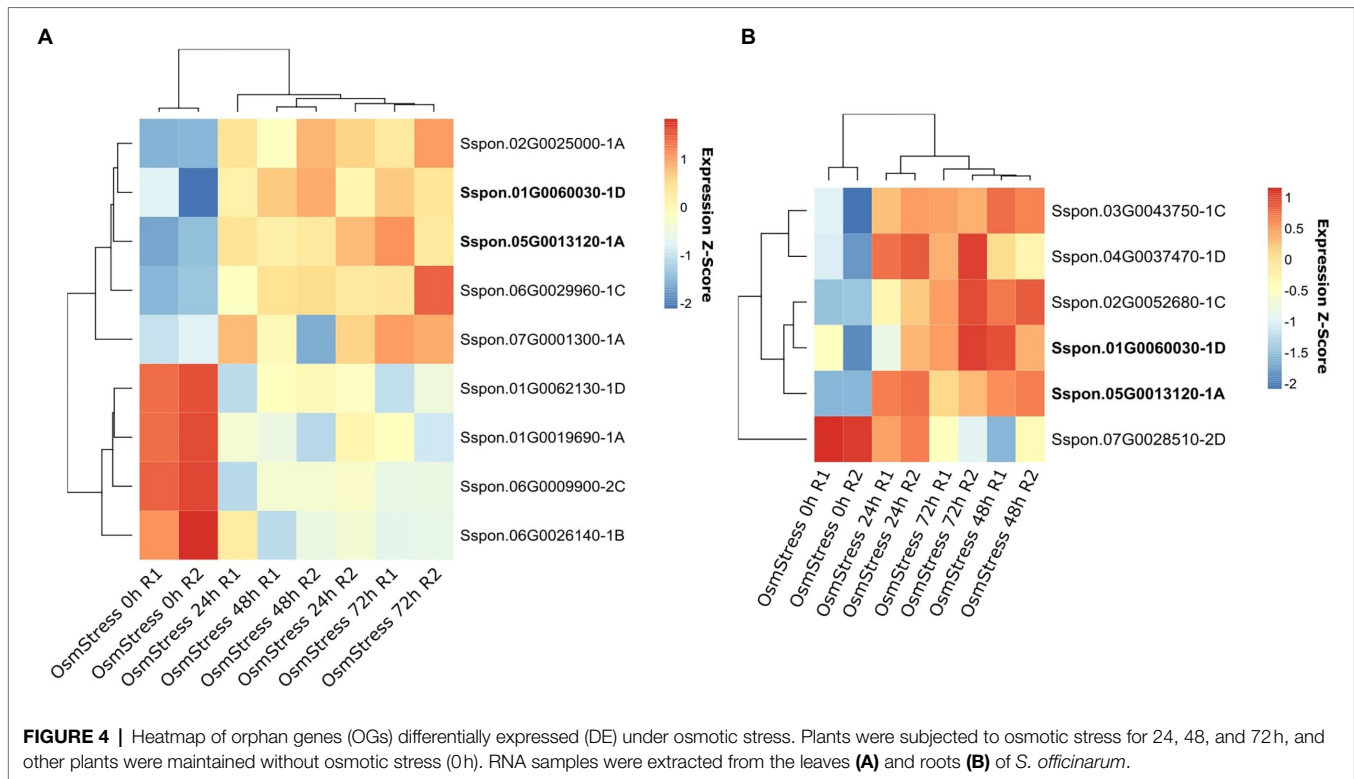 A
B
1
0
-1
-2
Expression Z-Score
Sspon.02G0025000-1A
Sspon.01G0060030-1D
Sspon.05G0013120-1A
Sspon.06G0029960-1C
Sspon.07G0001300-1A
Sspon.01G0062130-1D
Sspon.01G0019690-1A
Sspon.06G0009900-2C
Sspon.06G0026140-1B
OsmStress 0h R1
OsmStress 0h R2
OsmStress 24h R1
OsmStress 48h R1
OsmStress 48h R2
OsmStress 24h R2
OsmStress 72h R1
OsmStress 72h R2
1
0.5
0
-0.5
-1
-1.5
-2
Expression Z-Score
Sspon.03G0043750-1C
Sspon.04G0037470-1D
Sspon.02G0052680-1C
Sspon.01G0060030-1D
Sspon.05G0013120-1A
Sspon.07G0028510-2D
OsmStress 0h R1
OsmStress 0h R2
OsmStress 24h R1
OsmStress 24h R2
OsmStress 72h R1
OsmStress 72h R2
OsmStress 48h R1
OsmStress 48h R2
FIGURE 4 | Heatmap of orphan genes (OGs) differentially expressed (DE) under osmotic stress. Plants were subjected to osmotic stress for 24, 48, and 72 h, and
other plants were maintained without osmotic stress (0 h). RNA samples were extracted from the leaves (A) and roots (B) of S. officinarum.